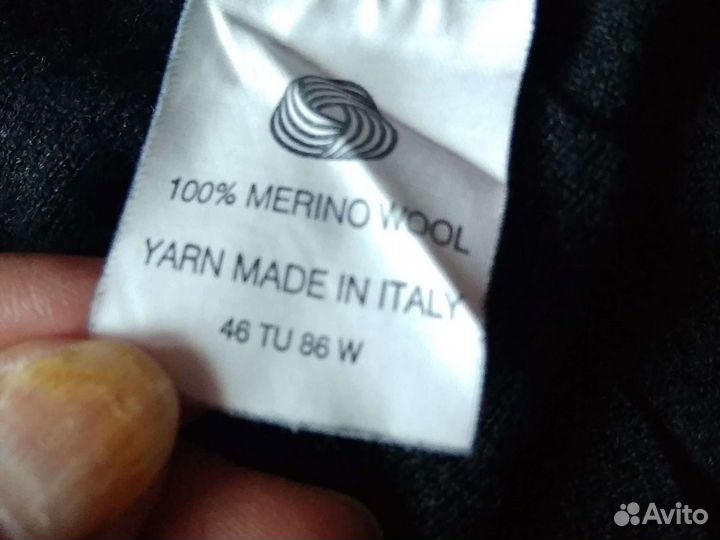 100% MERINO WOOL
YARN MADE IN ITALY
46 TU 86 W
Avito